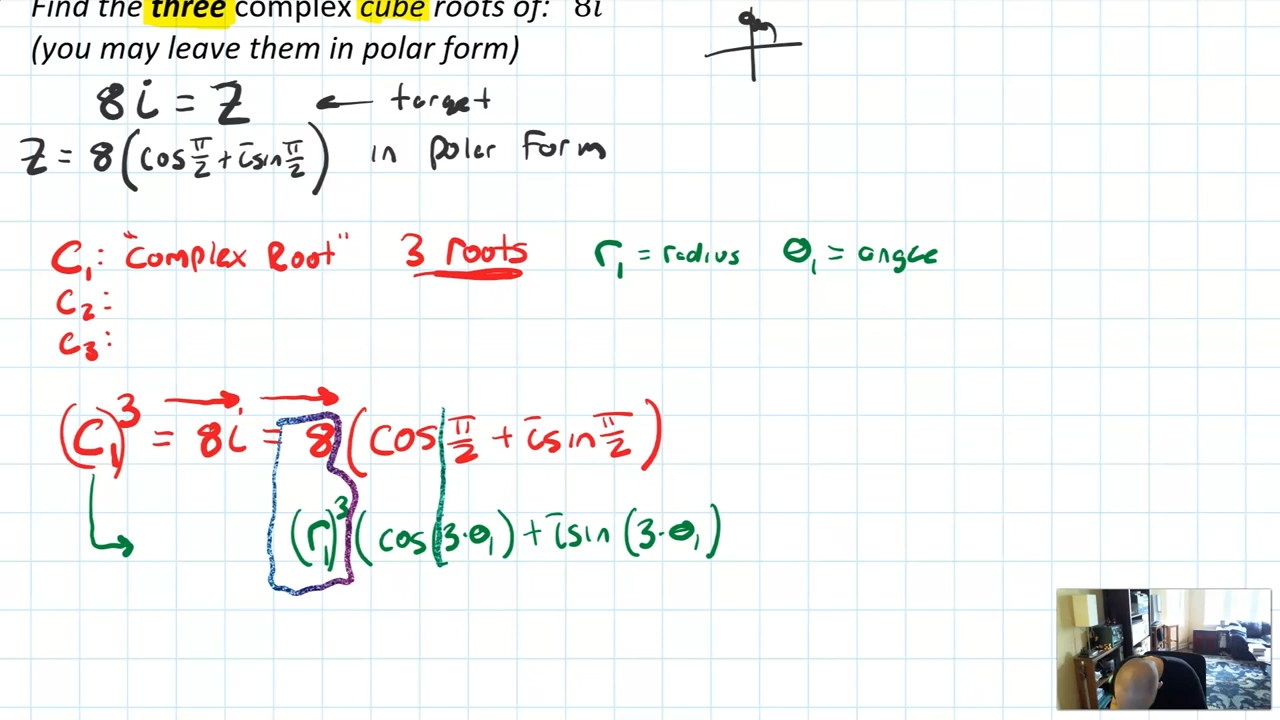 Find the three complex cube roots of: 8i
(you may leave them in polar form)
8i = z ← target
z = 8(cos π/2 + i sin π/2) in polar form
C₁: "Complex Root" 3 roots r₁ = radius θ₁ = angle
C₂:
C₃:
(C₁)³ = 8i = 8(cos π/2 + i sin π/2)
(r₁)³(cos(3·θ₁) + i sin(3·θ₁))